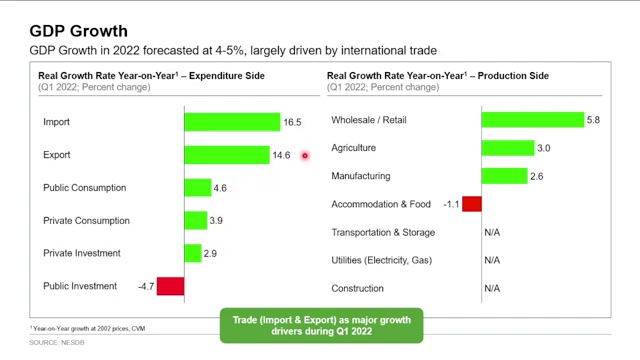 GDP Growth
GDP Growth in 2022 forecasted at 4-5%, largely driven by international trade
Real Growth Rate Year-on-Year¹ – Expenditure Side
(Q1 2022; Percent change)
Import 16.5
Export 14.6
Public Consumption 4.6
Private Consumption 3.9
Private Investment 2.9
Public Investment -4.7
Real Growth Rate Year-on-Year¹ – Production Side
(Q1 2022; Percent change)
Wholesale / Retail 5.8
Agriculture 3.0
Manufacturing 2.6
Accommodation & Food -1.1
Transportation & Storage N/A
Utilities (Electricity, Gas) N/A
Construction N/A
Trade (Import & Export) as major growth
drivers during Q1 2022
¹ Year-on-Year growth at 2002 prices, CVM
SOURCE: NESDB